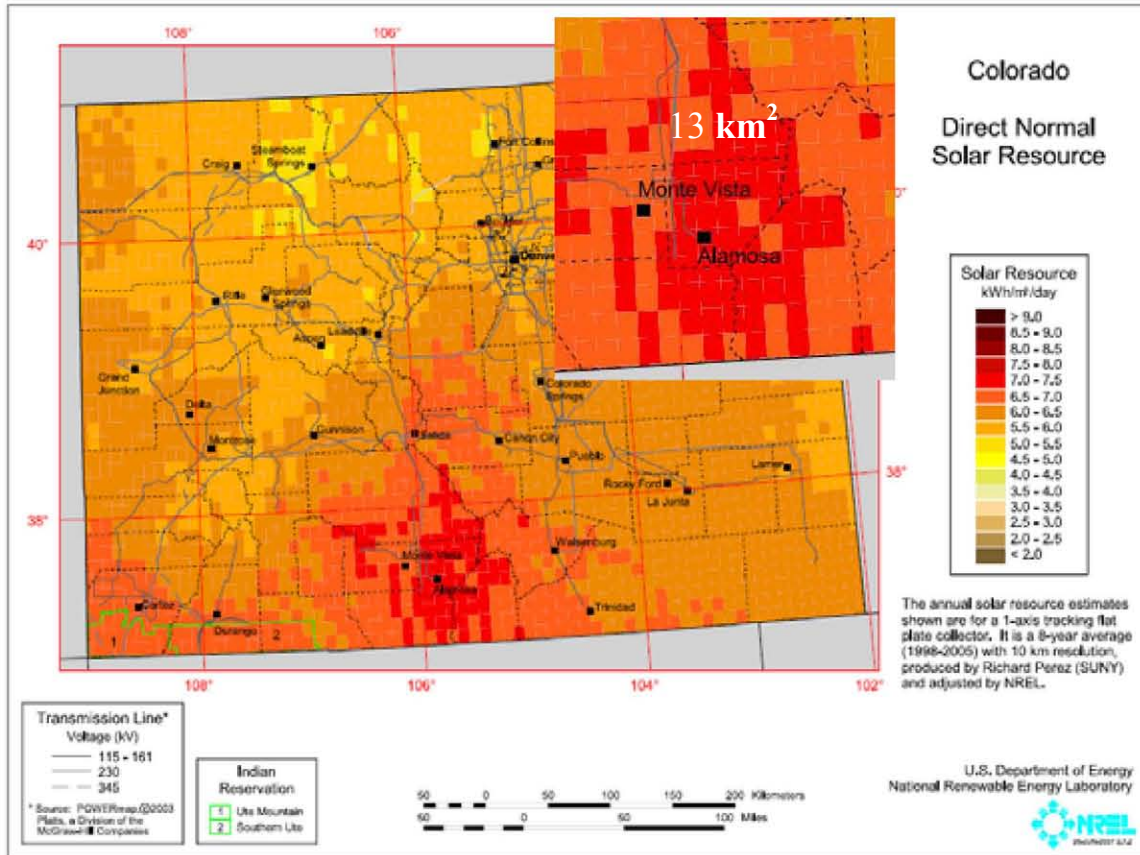 Colorado
Direct Normal
Solar Resource
108°
106°
13 km²
Monte Vista
Alamosa
Craig
Steamboat
Springs
Fort Collins
40°
Rifle
Glenwood
Springs
Aspen
Leadville
Grand
Junction
Delta
Montrose
Gunnison
Salida
Colorado
Springs
Canon City
Pueblo
Rocky Ford
La Junta
Lamar
38°
38°
Monte Vista
Alamosa
Walsenburg
Trinidad
Cortez
Durango
1
2
108°
106°
104°
102°
Solar Resource
kWh/m²/day
> 9.0
8.5 - 9.0
8.0 - 8.5
7.5 - 8.0
7.0 - 7.5
6.5 - 7.0
6.0 - 6.5
5.5 - 6.0
5.0 - 5.5
4.5 - 5.0
4.0 - 4.5
3.5 - 4.0
3.0 - 3.5
2.5 - 3.0
2.0 - 2.5
< 2.0
The annual solar resource estimates
shown are for a 1-axis tracking flat
plate collector. It is a 8-year average
(1998-2005) with 10 km resolution,
produced by Richard Perez (SUNY)
and adjusted by NREL.
Transmission Line*
Voltage (kV)
115 - 161
230
345
* Source: POWERmap,©2003
Platts, a Division of the
McGraw-Hill Companies
Indian
Reservation
1 Ute Mountain
2 Southern Ute
50 0 50 100 150 200 Kilometers
50 0 50 100 Miles
U.S. Department of Energy
National Renewable Energy Laboratory
NREL